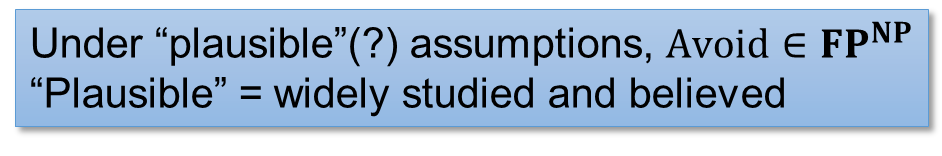 Under “plausible”(?) assumptions, Avoid ∈ FP^NP
“Plausible” = widely studied and believed